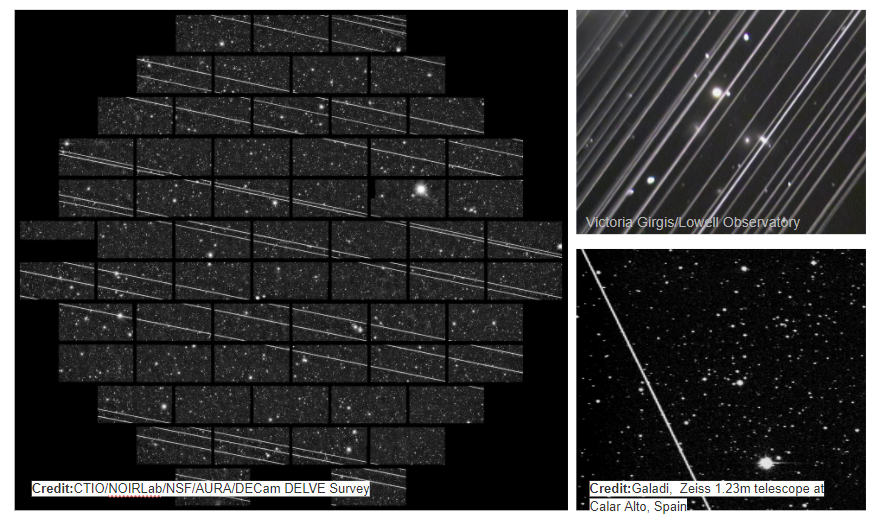 Credit:CTIO/NOIRLab/NSF/AURA/DECam DELVE Survey
Victoria Girgis/Lowell Observatory
Credit:Galadi,  Zeiss 1.23m telescope at
Calar Alto, Spain